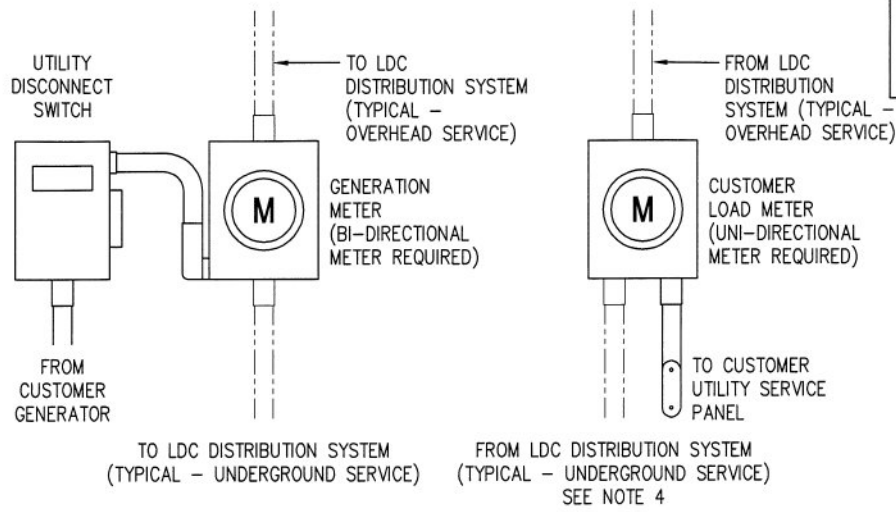 UTILITY
DISCONNECT
SWITCH
TO LDC
DISTRIBUTION SYSTEM
(TYPICAL –
OVERHEAD SERVICE)
FROM LDC
DISTRIBUTION
SYSTEM (TYPICAL –
OVERHEAD SERVICE)
M
GENERATION
METER
(BI–DIRECTIONAL
METER REQUIRED)
M
CUSTOMER
LOAD METER
(UNI–DIRECTIONAL
METER REQUIRED)
FROM
CUSTOMER
GENERATOR
TO CUSTOMER
UTILITY SERVICE
PANEL
TO LDC DISTRIBUTION SYSTEM
(TYPICAL – UNDERGROUND SERVICE)
FROM LDC DISTRIBUTION SYSTEM
(TYPICAL – UNDERGROUND SERVICE)
SEE NOTE 4